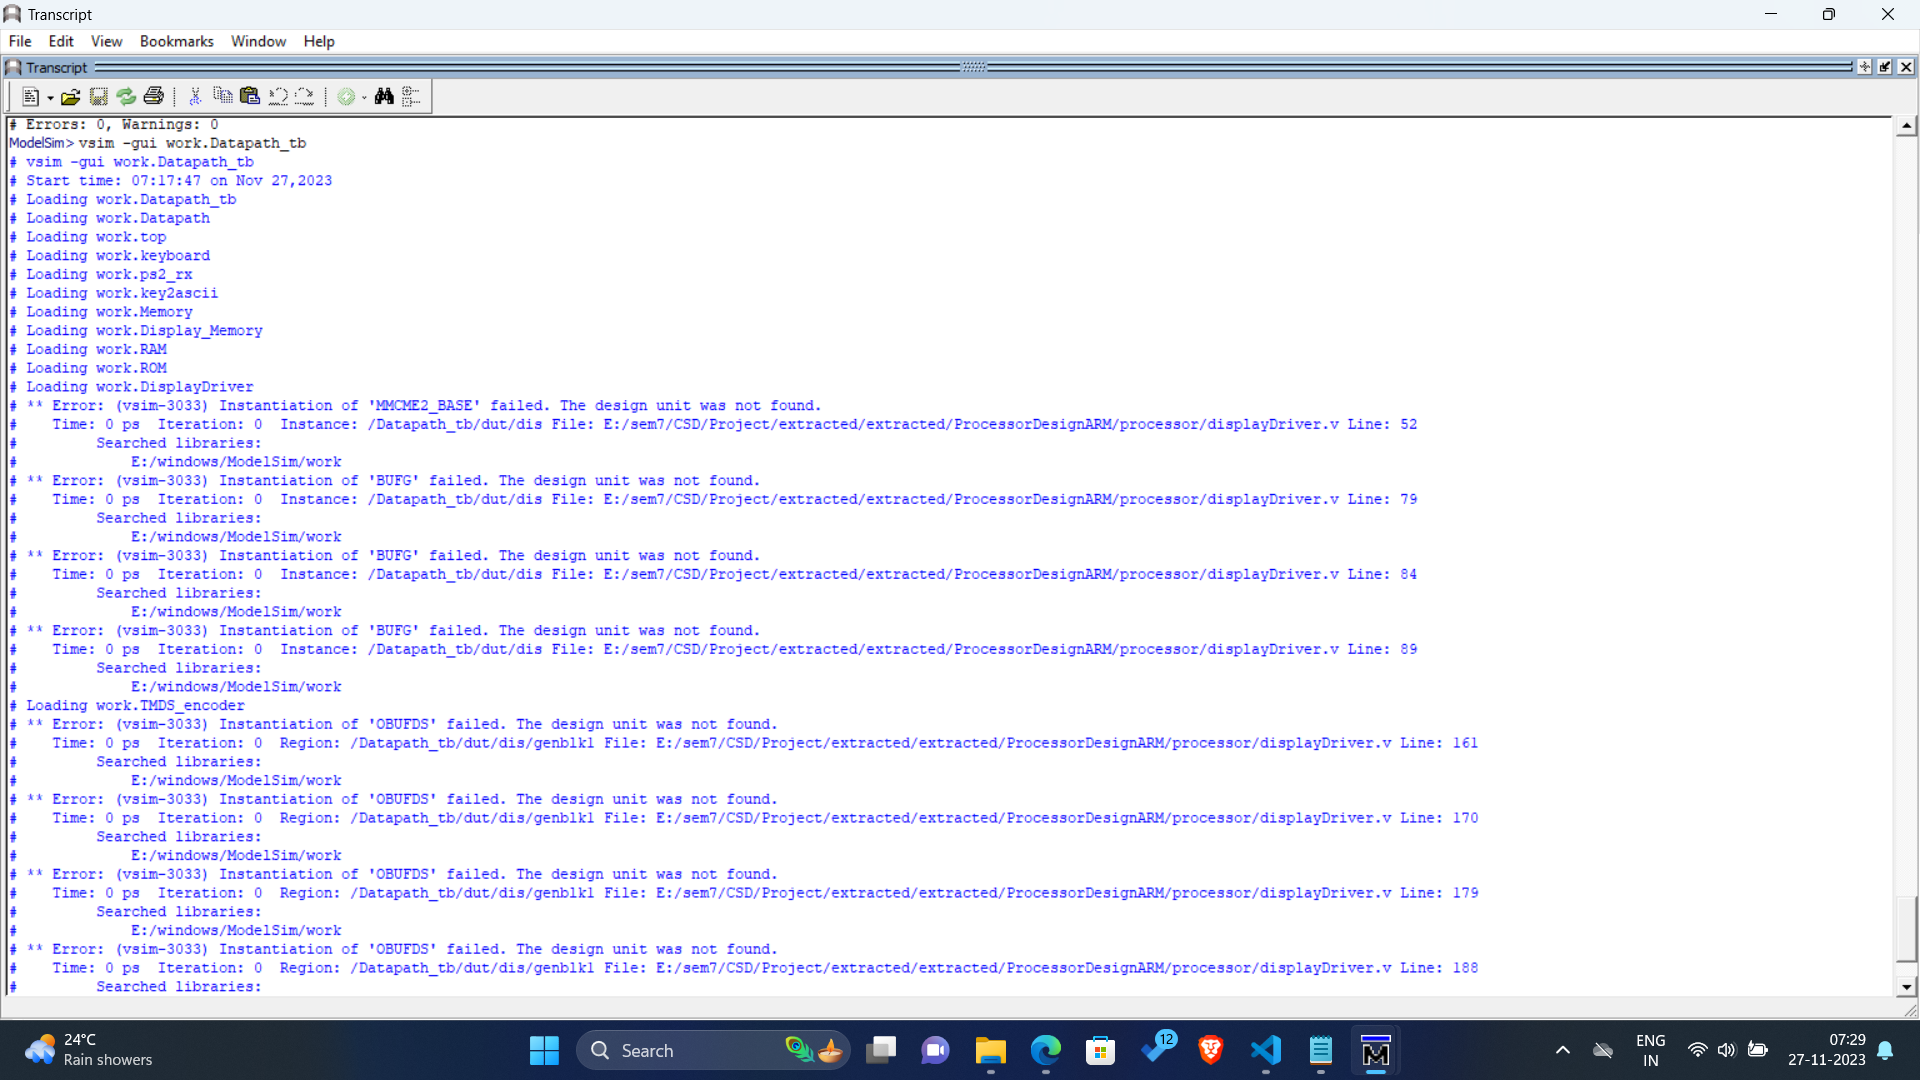 Transcript
File Edit View Bookmarks Window Help
Transcript
# Errors: 0, Warnings: 0
ModelSim> vsim -gui work.Datapath_tb
# vsim -gui work.Datapath_tb
# Start time: 07:17:47 on Nov 27,2023
# Loading work.Datapath_tb
# Loading work.Datapath
# Loading work.top
# Loading work.keyboard
# Loading work.ps2_rx
# Loading work.key2ascii
# Loading work.Memory
# Loading work.Display_Memory
# Loading work.RAM
# Loading work.ROM
# Loading work.DisplayDriver
# ** Error: (vsim-3033) Instantiation of 'MMCME2_BASE' failed. The design unit was not found.
#    Time: 0 ps  Iteration: 0  Instance: /Datapath_tb/dut/dis File: E:/sem7/CSD/Project/extracted/extracted/ProcessorDesignARM/processor/displayDriver.v Line: 52
#         Searched libraries:
#             E:/windows/ModelSim/work
# ** Error: (vsim-3033) Instantiation of 'BUFG' failed. The design unit was not found.
#    Time: 0 ps  Iteration: 0  Instance: /Datapath_tb/dut/dis File: E:/sem7/CSD/Project/extracted/extracted/ProcessorDesignARM/processor/displayDriver.v Line: 79
#         Searched libraries:
#             E:/windows/ModelSim/work
# ** Error: (vsim-3033) Instantiation of 'BUFG' failed. The design unit was not found.
#    Time: 0 ps  Iteration: 0  Instance: /Datapath_tb/dut/dis File: E:/sem7/CSD/Project/extracted/extracted/ProcessorDesignARM/processor/displayDriver.v Line: 84
#         Searched libraries:
#             E:/windows/ModelSim/work
# ** Error: (vsim-3033) Instantiation of 'BUFG' failed. The design unit was not found.
#    Time: 0 ps  Iteration: 0  Instance: /Datapath_tb/dut/dis File: E:/sem7/CSD/Project/extracted/extracted/ProcessorDesignARM/processor/displayDriver.v Line: 89
#         Searched libraries:
#             E:/windows/ModelSim/work
# Loading work.TMDS_encoder
# ** Error: (vsim-3033) Instantiation of 'OBUFDS' failed. The design unit was not found.
#    Time: 0 ps  Iteration: 0  Region: /Datapath_tb/dut/dis/genblk1 File: E:/sem7/CSD/Project/extracted/extracted/ProcessorDesignARM/processor/displayDriver.v Line: 161
#         Searched libraries:
#             E:/windows/ModelSim/work
# ** Error: (vsim-3033) Instantiation of 'OBUFDS' failed. The design unit was not found.
#    Time: 0 ps  Iteration: 0  Region: /Datapath_tb/dut/dis/genblk1 File: E:/sem7/CSD/Project/extracted/extracted/ProcessorDesignARM/processor/displayDriver.v Line: 170
#         Searched libraries:
#             E:/windows/ModelSim/work
# ** Error: (vsim-3033) Instantiation of 'OBUFDS' failed. The design unit was not found.
#    Time: 0 ps  Iteration: 0  Region: /Datapath_tb/dut/dis/genblk1 File: E:/sem7/CSD/Project/extracted/extracted/ProcessorDesignARM/processor/displayDriver.v Line: 179
#         Searched libraries:
#             E:/windows/ModelSim/work
# ** Error: (vsim-3033) Instantiation of 'OBUFDS' failed. The design unit was not found.
#    Time: 0 ps  Iteration: 0  Region: /Datapath_tb/dut/dis/genblk1 File: E:/sem7/CSD/Project/extracted/extracted/ProcessorDesignARM/processor/displayDriver.v Line: 188
#         Searched libraries:
24°C
Rain showers
Search
12
M
ENG
IN
07:29
27-11-2023